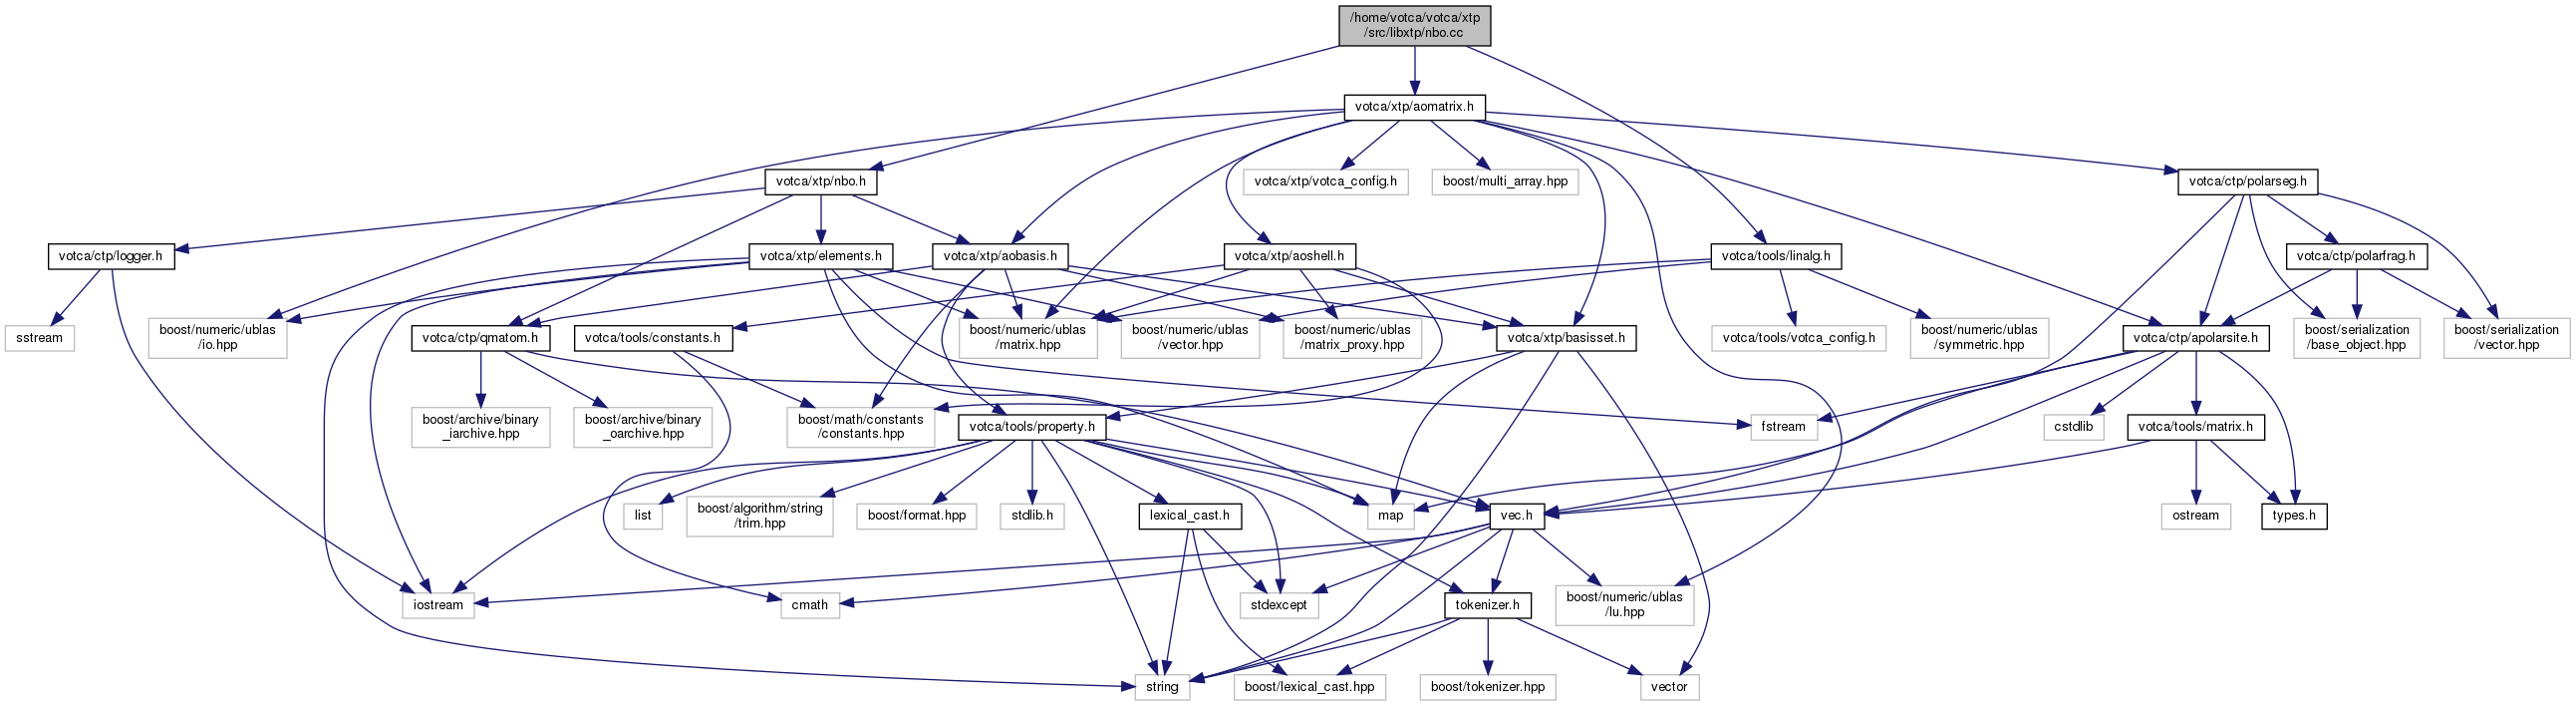 /home/votca/votca/xtp
/src/libxtp/nbo.cc
votca/xtp/aomatrix.h
votca/xtp/nbo.h
votca/xtp/votca_config.h
boost/multi_array.hpp
votca/ctp/polarseg.h
votca/ctp/logger.h
votca/xtp/elements.h
votca/xtp/aobasis.h
votca/xtp/aoshell.h
votca/tools/linalg.h
votca/ctp/polarfrag.h
sstream
boost/numeric/ublas
/io.hpp
votca/ctp/qmatom.h
votca/tools/constants.h
boost/numeric/ublas
/matrix.hpp
boost/numeric/ublas
/vector.hpp
boost/numeric/ublas
/matrix_proxy.hpp
votca/xtp/basisset.h
votca/tools/votca_config.h
boost/numeric/ublas
/symmetric.hpp
votca/ctp/apolarsite.h
boost/serialization
/base_object.hpp
boost/serialization
/vector.hpp
boost/archive/binary
_iarchive.hpp
boost/archive/binary
_oarchive.hpp
boost/math/constants
/constants.hpp
votca/tools/property.h
fstream
cstdlib
votca/tools/matrix.h
list
boost/algorithm/string
/trim.hpp
boost/format.hpp
stdlib.h
lexical_cast.h
map
vec.h
ostream
types.h
iostream
cmath
stdexcept
tokenizer.h
boost/numeric/ublas
/lu.hpp
string
boost/lexical_cast.hpp
boost/tokenizer.hpp
vector